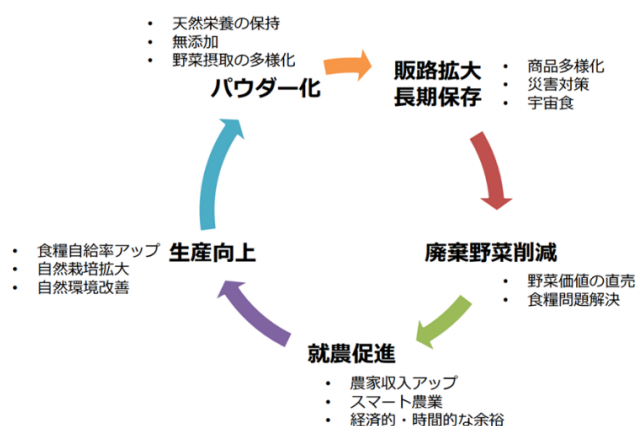 • 天然栄養の保持
• 無添加
• 野菜摂取の多様化
パウダー化
販路拡大
長期保存
• 商品多様化
• 災害対策
• 宇宙食
廃棄野菜削減
• 野菜価値の直売
• 食糧問題解決
就農促進
• 農家収入アップ
• スマート農業
• 経済的・時間的な余裕
生産向上
• 食糧自給率アップ
• 自然栽培拡大
• 自然環境改善